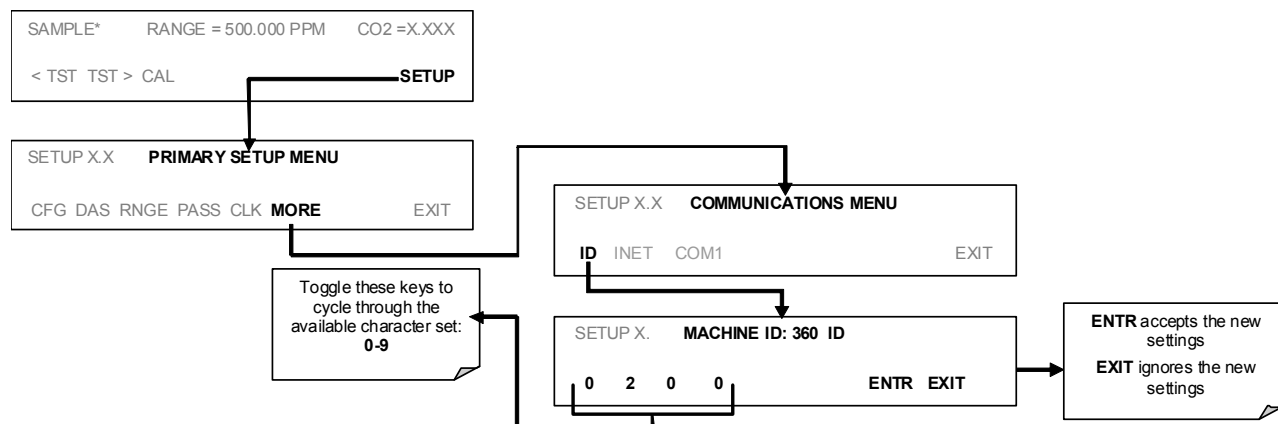 SAMPLE* RANGE = 500.000 PPM CO2 =X.XXX
< TST TST > CAL SETUP
SETUP X.X PRIMARY SETUP MENU
CFG DAS RNGE PASS CLK MORE EXIT
SETUP X.X COMMUNICATIONS MENU
ID INET COM1 EXIT
Toggle these keys to
cycle through the
available character set:
0-9
SETUP X. MACHINE ID: 360 ID
0 2 0 0 ENTR EXIT
ENTR accepts the new
settings
EXIT ignores the new
settings